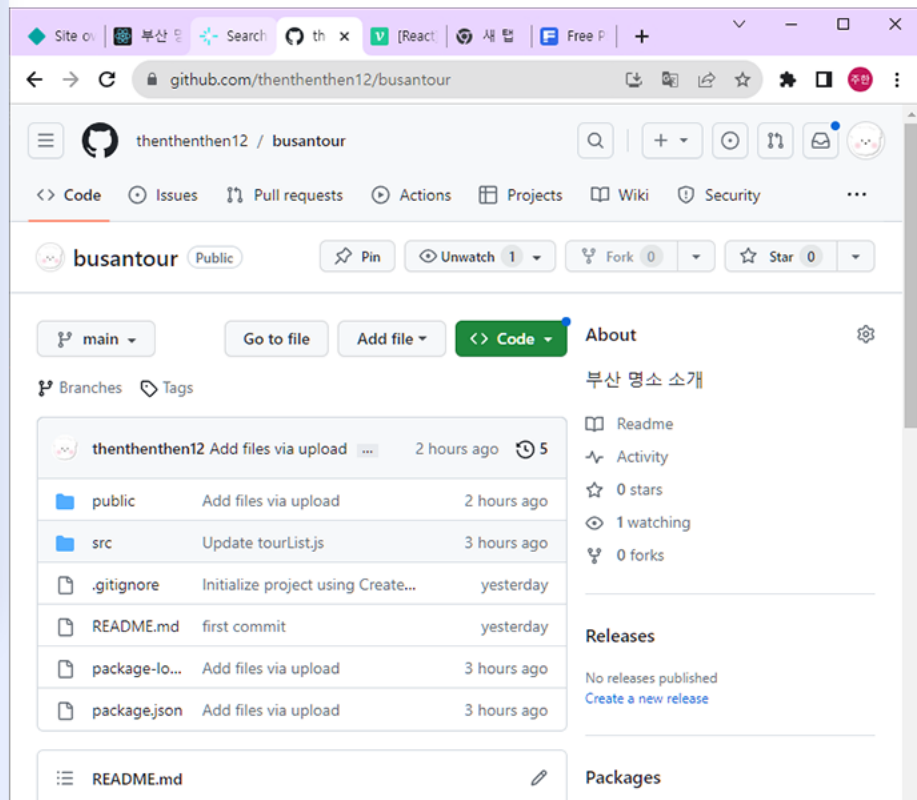 Site ov 부산 명 Search th [React 새 탭 Free P
github.com/thenthenthen12/busantour 주한
thenthenthen12 / busantour
Code Issues Pull requests Actions Projects Wiki Security
busantour Public Pin Unwatch 1 Fork 0 Star 0
main Go to file Add file Code
Branches Tags
thenthenthen12 Add files via upload ... 2 hours ago 5
public Add files via upload 2 hours ago
src Update tourList.js 3 hours ago
.gitignore Initialize project using Create... yesterday
README.md first commit yesterday
package-lo... Add files via upload 3 hours ago
package.json Add files via upload 3 hours ago
README.md
About
부산 명소 소개
Readme
Activity
0 stars
1 watching
0 forks
Releases
No releases published
Create a new release
Packages